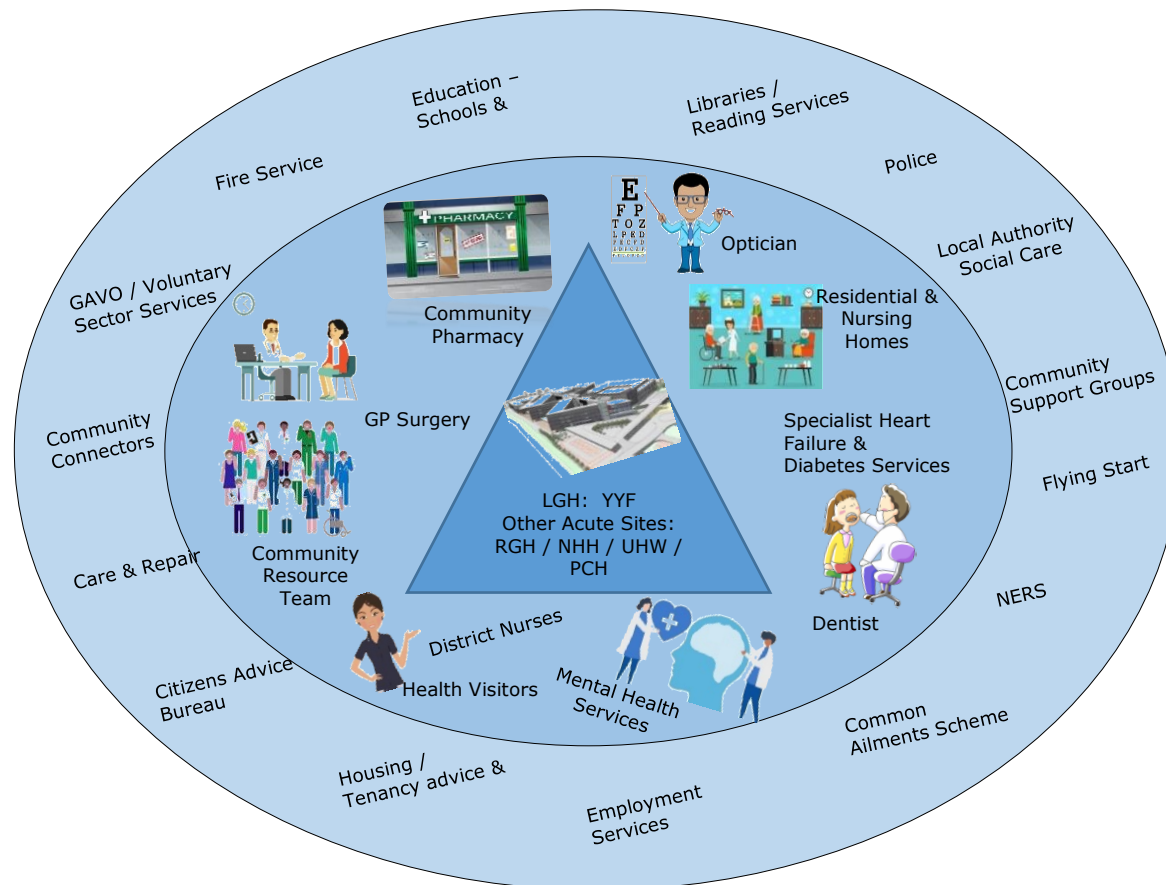 Education –
Schools &
Libraries /
Reading Services
Fire Service
Police
Local Authority
Social Care
GAVO / Voluntary
Sector Services
Community
Support Groups
Community
Connectors
Flying Start
Care & Repair
NERS
Citizens Advice
Bureau
Common
Ailments Scheme
Housing /
Tenancy advice &
Employment
Services
PHARMACY
Community
Pharmacy
E
F P
T O Z
L P E D
P E C F D
Optician
Residential &
Nursing
Homes
GP Surgery
Specialist Heart
Failure &
Diabetes Services
Community
Resource
Team
Dentist
District Nurses
Health Visitors
Mental Health
Services
LGH: YYF
Other Acute Sites:
RGH / NHH / UHW /
PCH